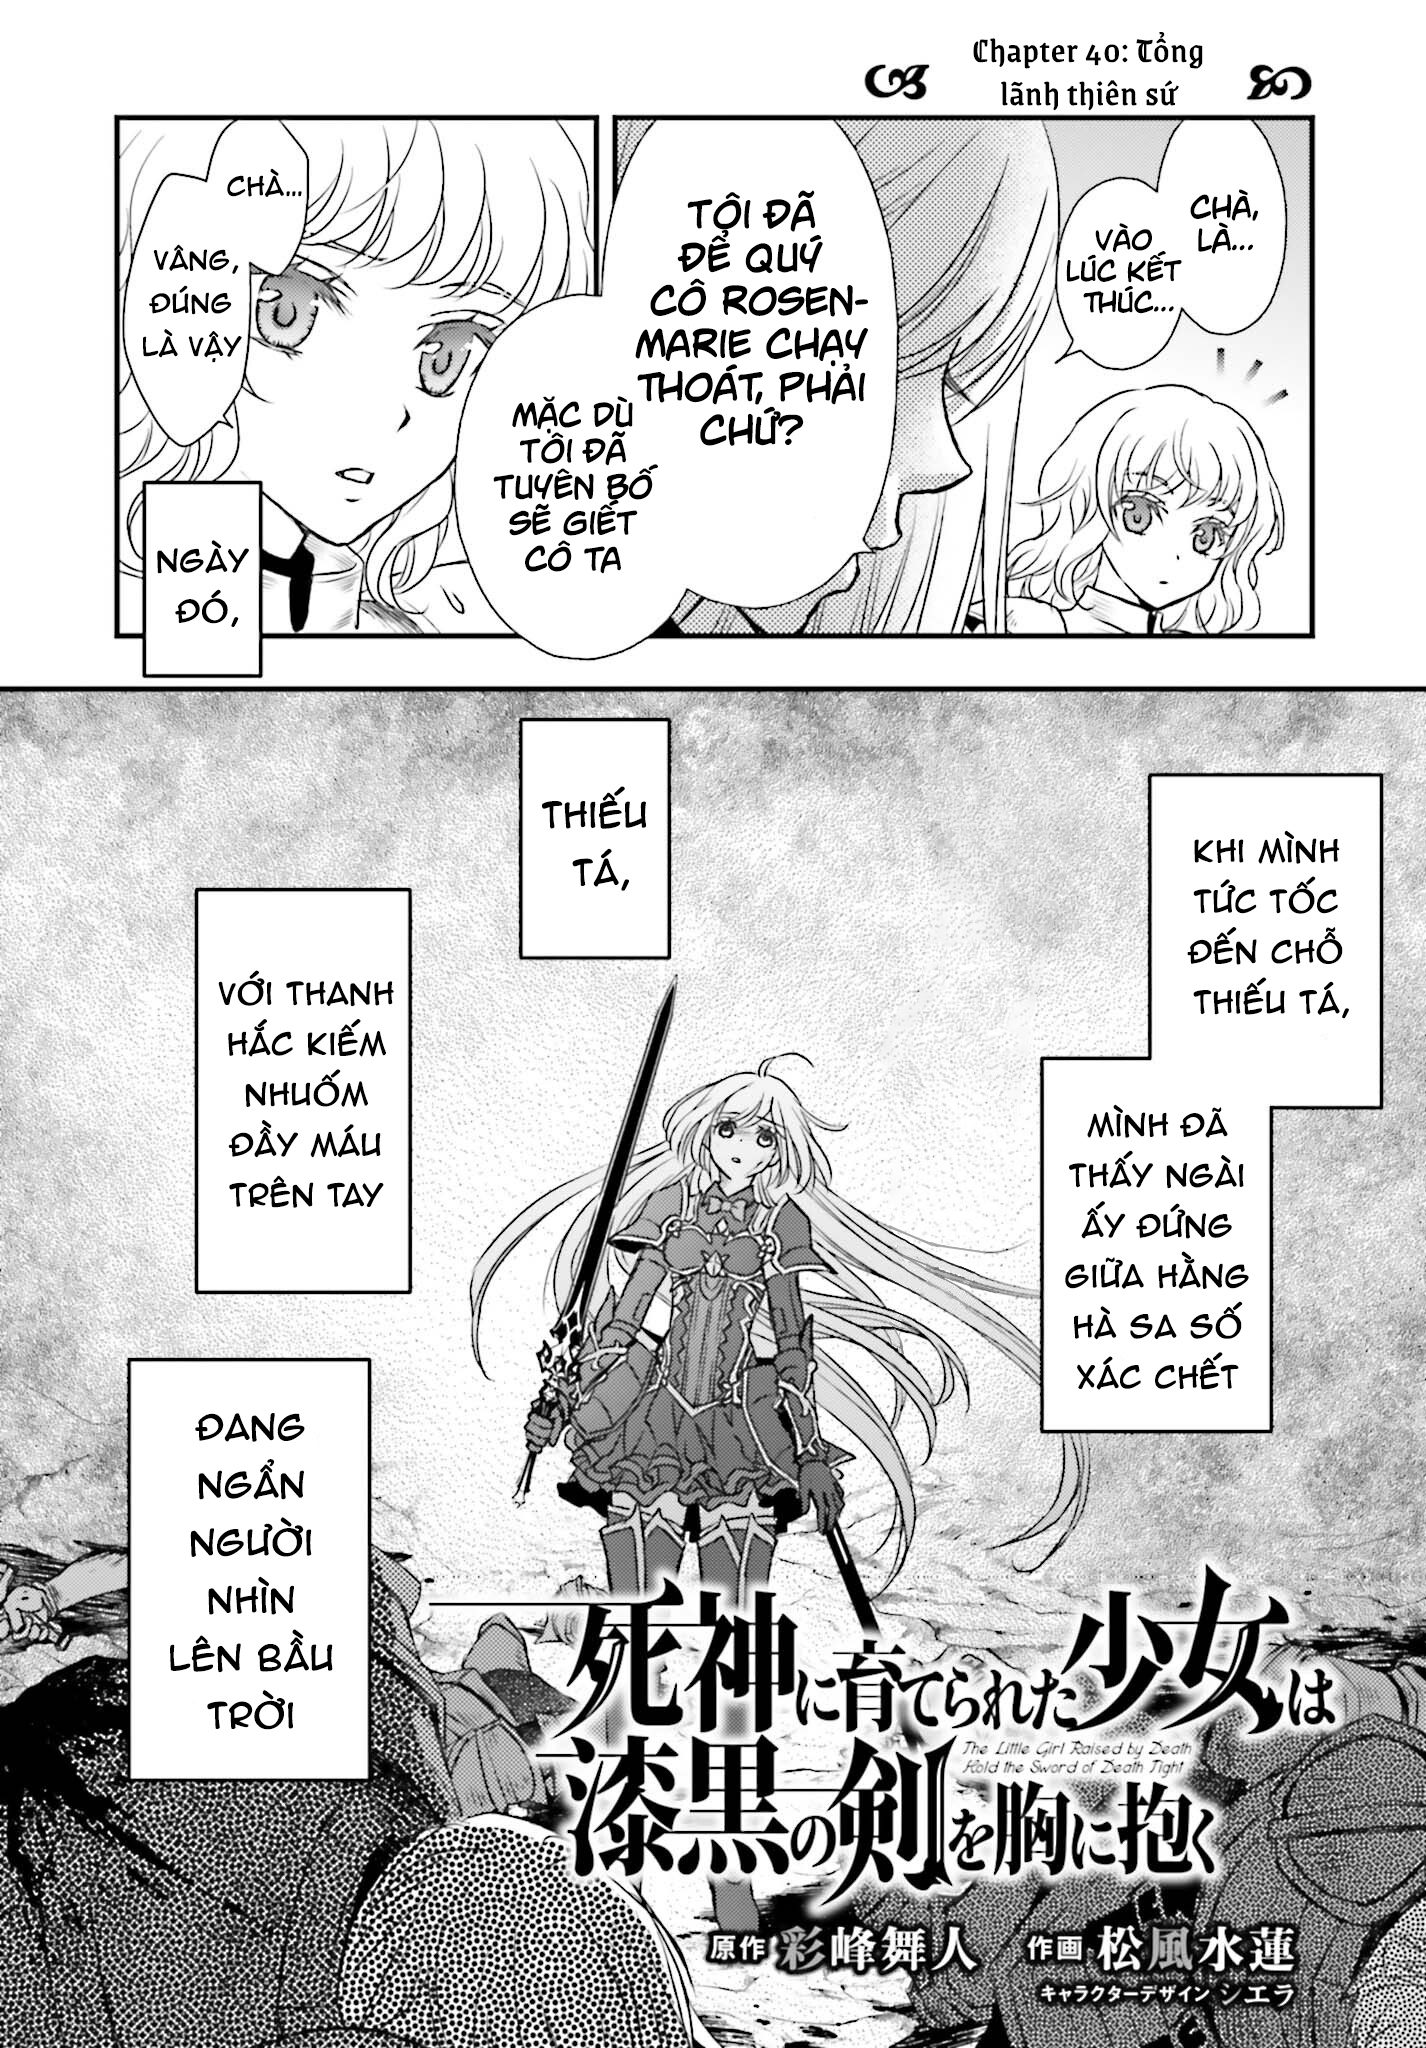 Chapter 40: Tổng
lãnh thiên sứ
CHÀ,
LÀ...
VÀO
LÚC KẾT
THÚC...
TÔI ĐÃ
ĐỂ QUÝ
CÔ ROSEN-
MARIE CHẠY
THOÁT, PHẢI
CHỨ?
MẶC DÙ
TÔI ĐÃ
TUYÊN BỐ
SẼ GIẾT
CÔ TA
CHÀ...
VÂNG,
ĐÚNG
LÀ VẬY
NGÀY
ĐÓ,
KHI MÌNH
TỨC TỐC
ĐẾN CHỖ
THIẾU TÁ,
MÌNH ĐÃ
THẤY NGÀI
ẤY ĐỨNG
GIỮA HẰNG
HÀ SA SỐ
XÁC CHẾT
THIẾU
TÁ,
VỚI THANH
HẮC KIẾM
NHUỐM
ĐẦY MÁU
TRÊN TAY
ĐANG
NGẨN
NGƯỜI
NHÌN
LÊN BẦU
TRỜI
死神に育てられた少女は
漆黒の剣を胸に抱く
The Little Girl Raised by Death
Hold the Sword of Death Tight
原作 彩峰舞人 作画 松風水蓮
キャラクターデザイン シエラ